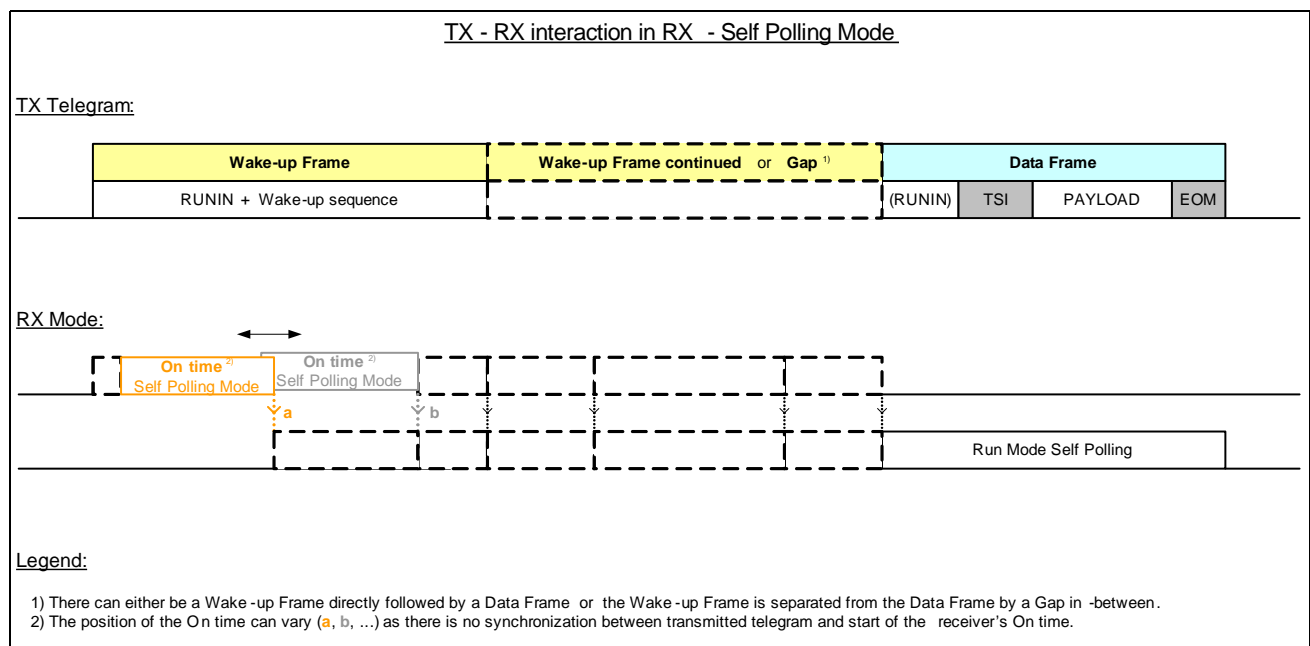 TX - RX interaction in RX - Self Polling Mode
TX Telegram:
Wake-up Frame
Wake-up Frame continued or Gap 1)
Data Frame
RUNIN + Wake-up sequence
(RUNIN)
TSI
PAYLOAD
EOM
RX Mode:
On time 2)
Self Polling Mode
On time 2)
Self Polling Mode
a
b
Run Mode Self Polling
Legend:
1) There can either be a Wake-up Frame directly followed by a Data Frame or the Wake-up Frame is separated from the Data Frame by a Gap in-between.
2) The position of the On time can vary (a, b, ...) as there is no synchronization between transmitted telegram and start of the receiver's On time.